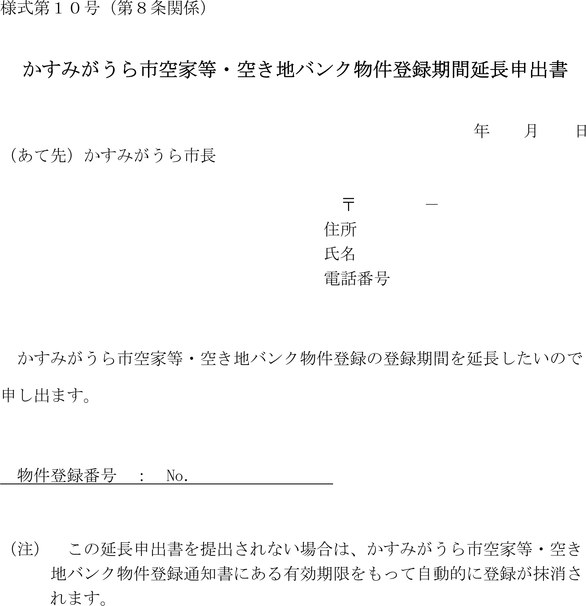 様式第１０号（第８条関係）
かすみがうら市空家等・空き地バンク物件登録期間延長申出書
年　　月　　日
（あて先）かすみがうら市長
〒　　　　－
住所
氏名
電話番号
かすみがうら市空家等・空き地バンク物件登録の登録期間を延長したいので
申し出ます。
物件登録番号　：　No.
（注）　この延長申出書を提出されない場合は、かすみがうら市空家等・空き
地バンク物件登録通知書にある有効期限をもって自動的に登録が抹消さ
れます。